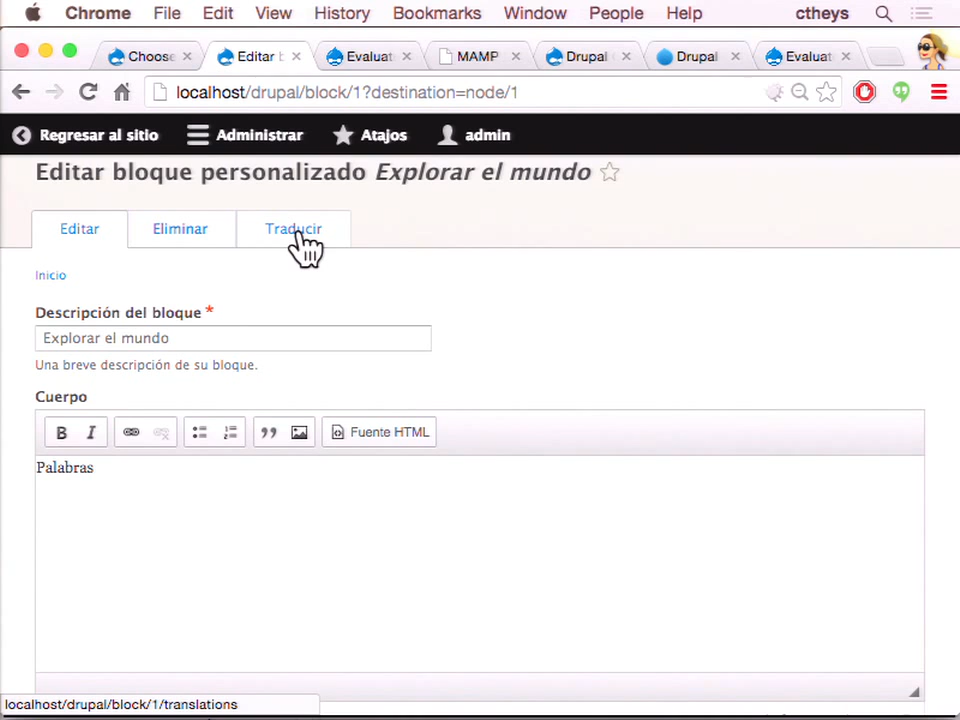 Chrome File Edit View History Bookmarks Window People Help ctheys
Choose Editar b Evaluat MAMP Drupal Drupal Evaluat
localhost/drupal/block/1?destination=node/1
Regresar al sitio Administrar Atajos admin
Editar bloque personalizado Explorar el mundo
Editar Eliminar Traducir
Inicio
Descripción del bloque *
Explorar el mundo
Una breve descripción de su bloque.
Cuerpo
B I Fuente HTML
Palabras
localhost/drupal/block/1/translations